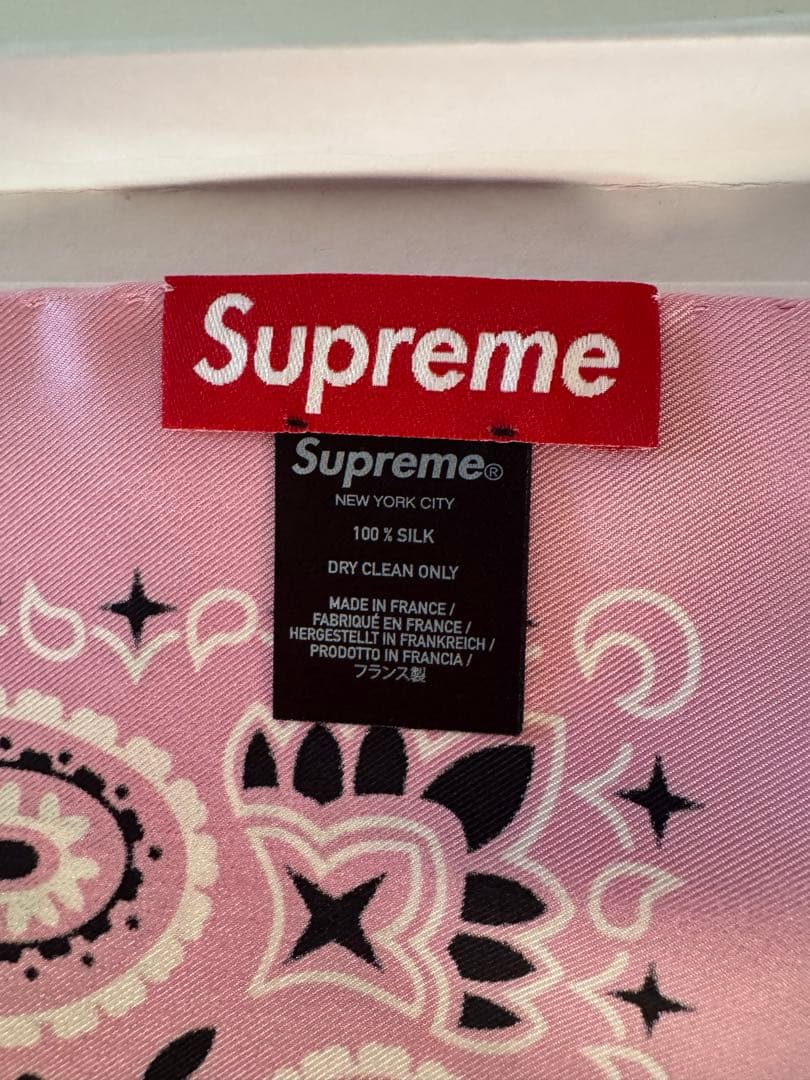 Supreme
Supreme®
NEW YORK CITY
100 % SILK
DRY CLEAN ONLY
MADE IN FRANCE /
FABRIQUÉ EN FRANCE /
HERGESTELLT IN FRANKREICH /
PRODOTTO IN FRANCIA /
フランス製